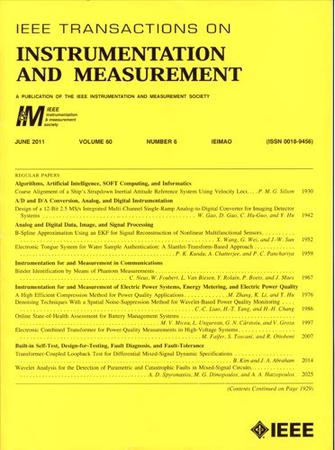 IEEE TRANSACTIONS ON
INSTRUMENTATION
AND MEASUREMENT
A PUBLICATION OF THE IEEE INSTRUMENTATION AND MEASUREMENT SOCIETY
IM IEEE
instrumentation
& measurement
society
JUNE 2011 VOLUME 60 NUMBER 6 IEIMAO (ISSN 0018-9456)
REGULAR PAPERS
Algorithms, Artificial Intelligence, SOFT Computing, and Informatics
Coarse Alignment of a Ship's Strapdown Inertial Attitude Reference System Using Velocity Loci ... P. M. G. Silson 1930
A/D and D/A Conversion, Analog, and Digital Instrumentation
Design of a 12-Bit 2.5 MS/s Integrated Multi-Channel Single-Ramp Analog-to-Digital Converter for Imaging Detector
Systems W. Gao, D. Gao, C. Hu-Guo, and Y. Hu 1942
Analog and Digital Data, Image, and Signal Processing
B-Spline Approximation Using an EKF for Signal Reconstruction of Nonlinear Multifunctional Sensors
X. Wang, G. Wei, and J.-W. Sun 1952
Electronic Tongue System for Water Sample Authentication: A Slantlet-Transform-Based Approach
P. K. Kundu, A. Chatterjee, and P. C. Panchariya 1959
Instrumentation for and Measurement in Communications
Binder Identification by Means of Phantom Measurements
C. Neus, W. Foubert, L. Van Biesen, Y. Rolain, P. Boets, and J. Maes 1967
Instrumentation for and Measurement of Electric Power Systems, Energy Metering, and Electric Power Quality
A High Efficient Compression Method for Power Quality Applications M. Zhang, K. Li, and Y. Hu 1976
Denoising Techniques With a Spatial Noise-Suppression Method for Wavelet-Based Power Quality Monitoring
C.-C. Liao, H.-T. Yang, and H.-H. Chang 1986
Online State of Health Assessment for Battery Management Systems
M. V. Micea, L. Ungurean, G. N. Cârstoiu, and V. Groza 1997
Electronic Combined Transformer for Power Measurements in High-Voltage Systems
M. Faifer, S. Toscani, and R. Ottoboni 2007
Built-in Self-Test, Design-for-Testing, Fault Diagnosis, and Fault-Tolerance
Transformer-Coupled Loopback Test for Differential Mixed-Signal Dynamic Specifications
B. Kim and J. A. Abraham 2014
Wavelet Analysis for the Detection of Parametric and Catastrophic Faults in Mixed-Signal Circuits
A. D. Spyronasios, M. G. Dimopoulos, and A. A. Hatzopoulos 2025
(Contents Continued on Page 1929)
IEEE